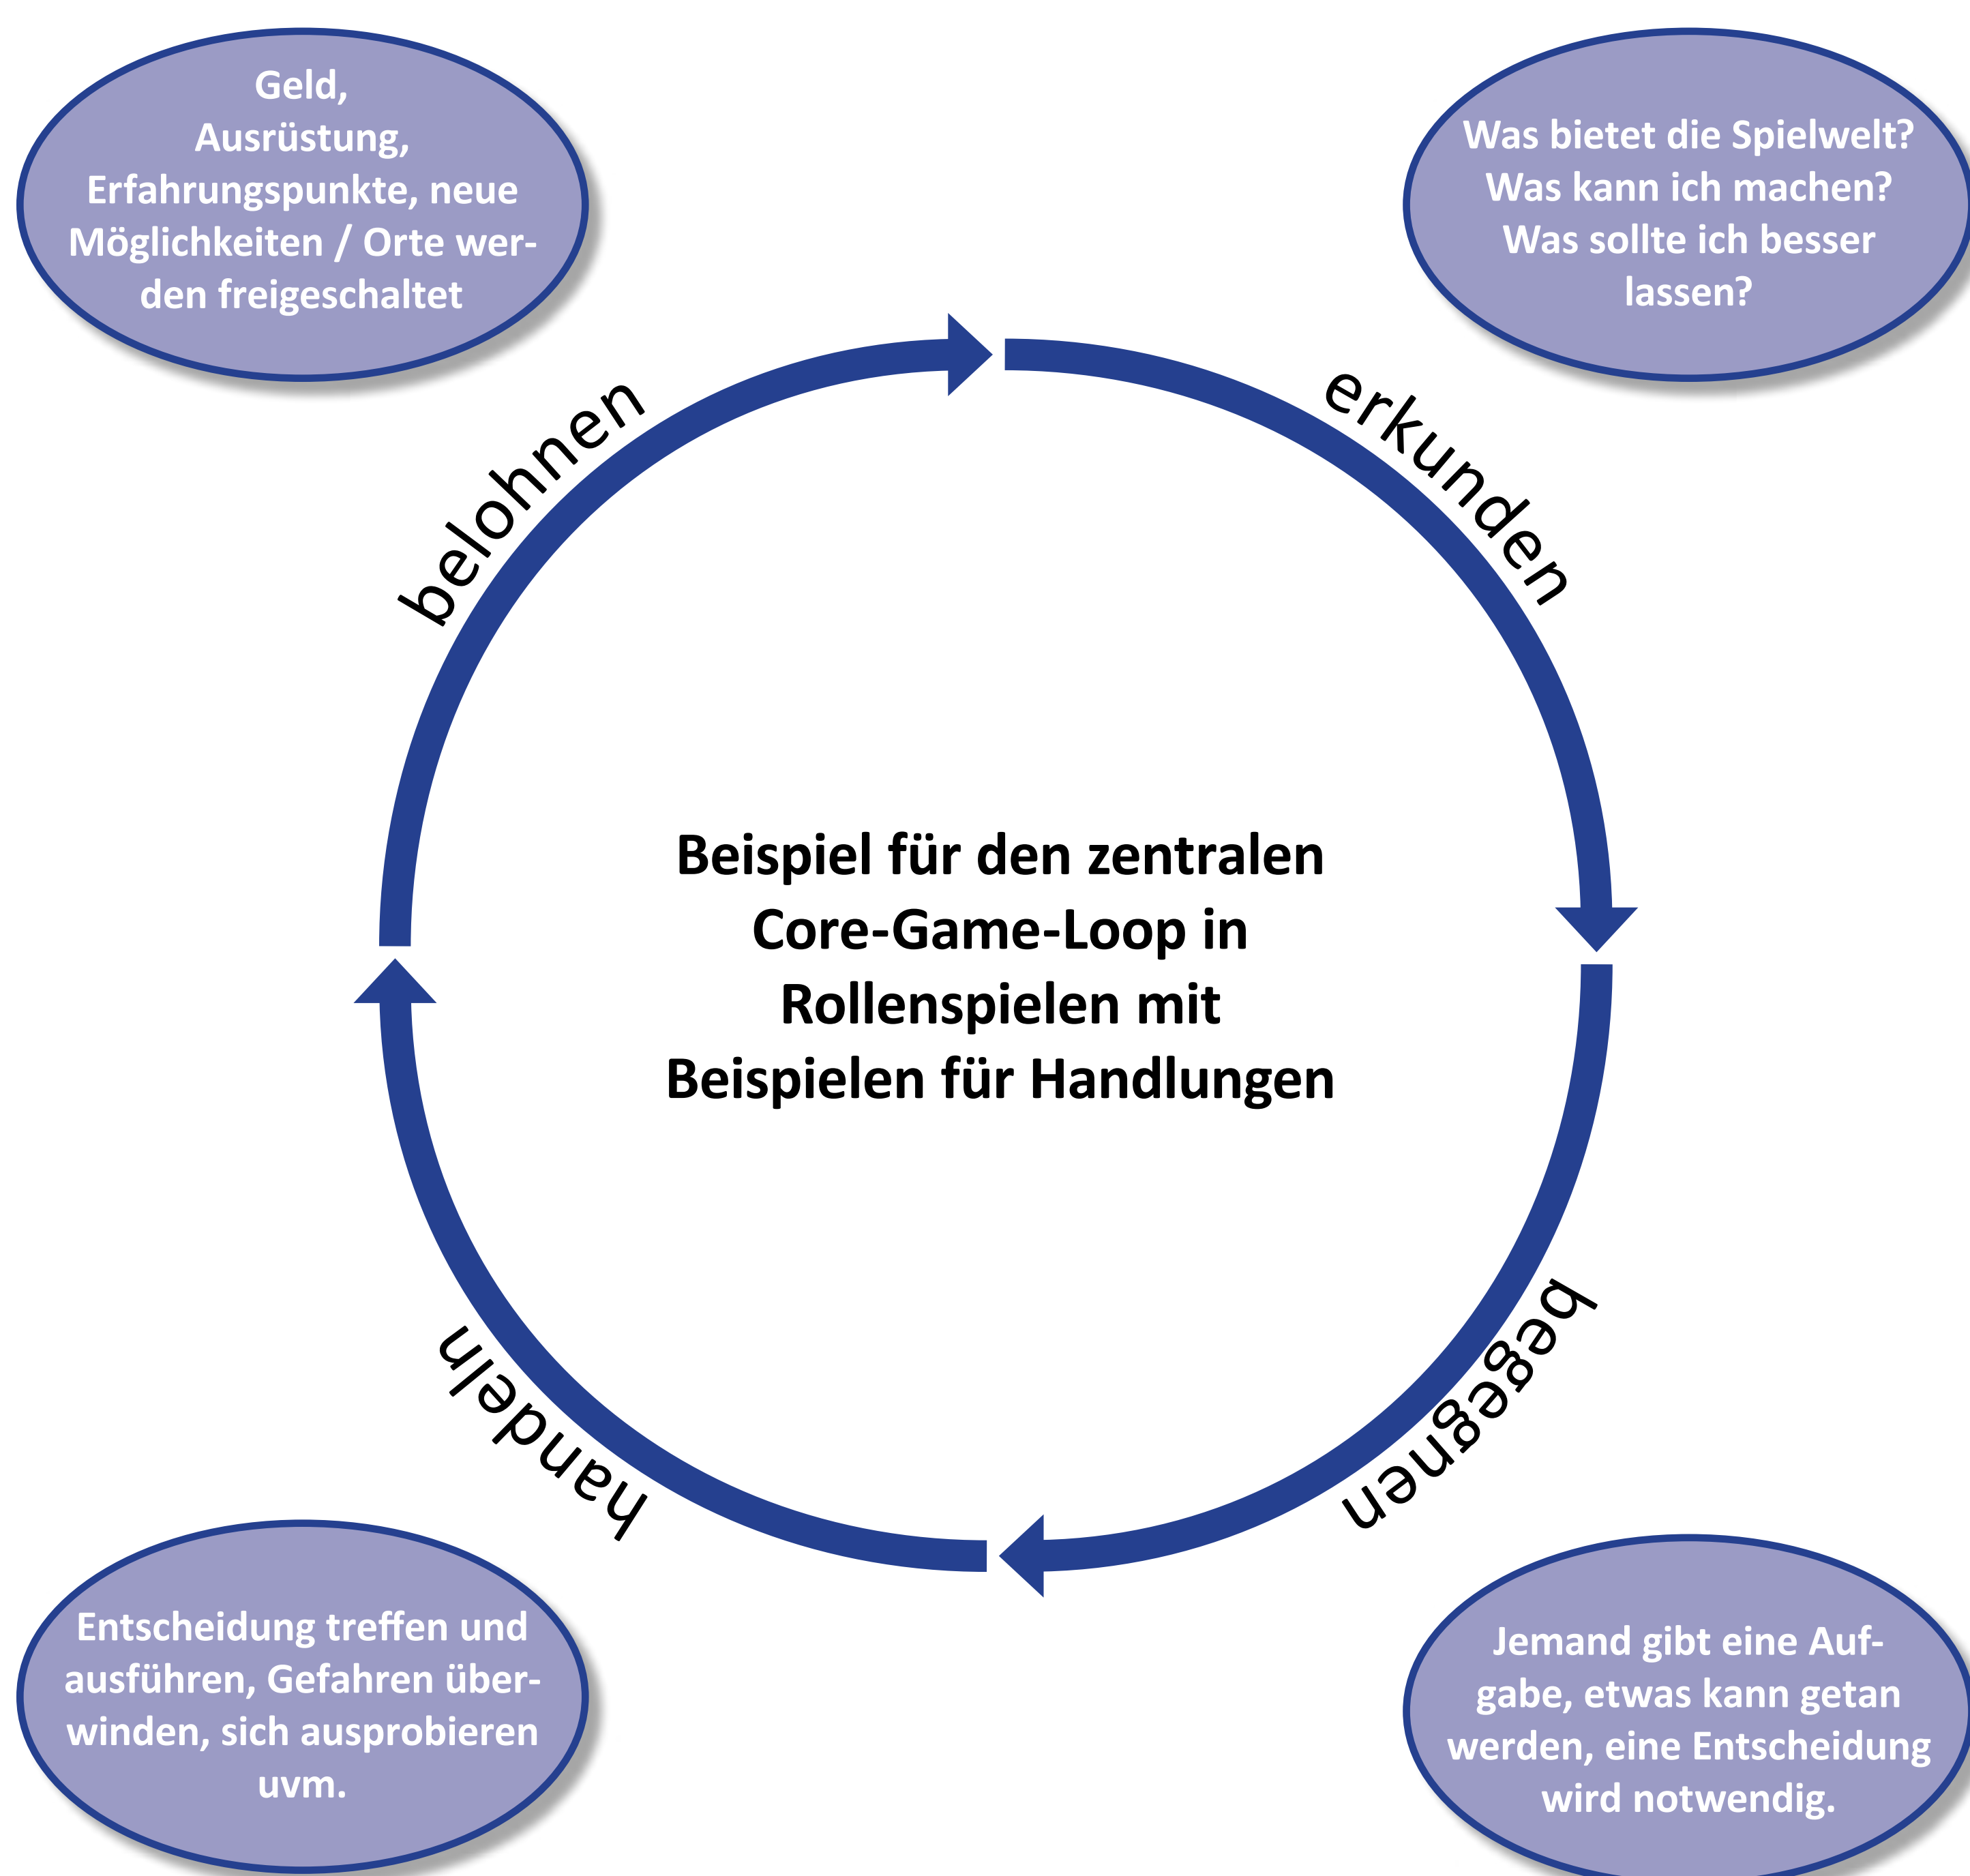 Geld,
Ausrüstung,
Erfahrungspunkte, neue
Möglichkeiten / Orte wer-
den freigeschaltet
Was bietet die Spielwelt?
Was kann ich machen?
Was sollte ich besser
lassen?
belohnen
erkunden
Beispiel für den zentralen
Core-Game-Loop in
Rollenspielen mit
Beispielen für Handlungen
handeln
begegnen
Entscheidung treffen und
ausführen, Gefahren über-
winden, sich ausprobieren
uvm.
Jemand gibt eine Auf-
gabe, etwas kann getan
werden, eine Entscheidung
wird notwendig.